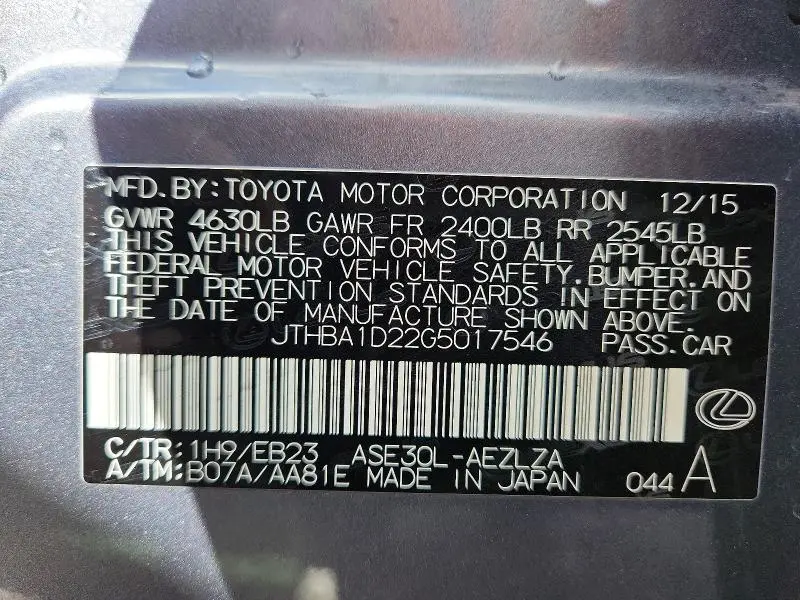 MFD.BY:TOYOTA MOTOR CORPORATION 12/15
GVWR 4630LB GAWR FR 2400LB RR 2545LB
THIS VEHICLE CONFORMS TO ALL APPLICABLE
FEDERAL MOTOR VEHICLE SAFETY.BUMPER.AND
THEFT PREVENTION STANDARDS IN EFFECT ON
THE DATE OF MANUFACTURE SHOWN ABOVE.
JTHBA1D22G5017546 PASS.CAR
C/TR:1H9/EB23 ASE30L-AEZLZA
A/TM:B07A/AA81E MADE IN JAPAN 044 A